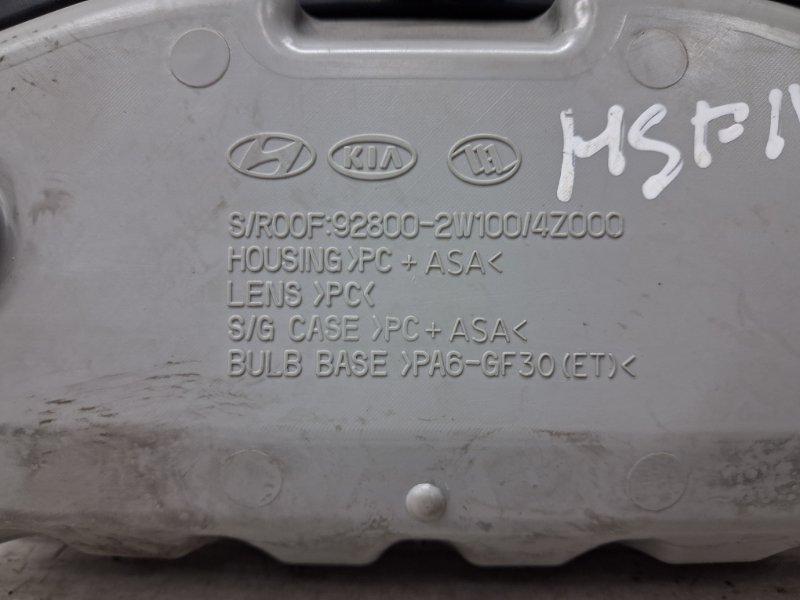 KIA
S/ROOF:92800-2W100/4Z000
HOUSING>PC + ASA<
LENS >PC<
S/G CASE >PC + ASA<
BULB BASE >PA6-GF30(ET)<